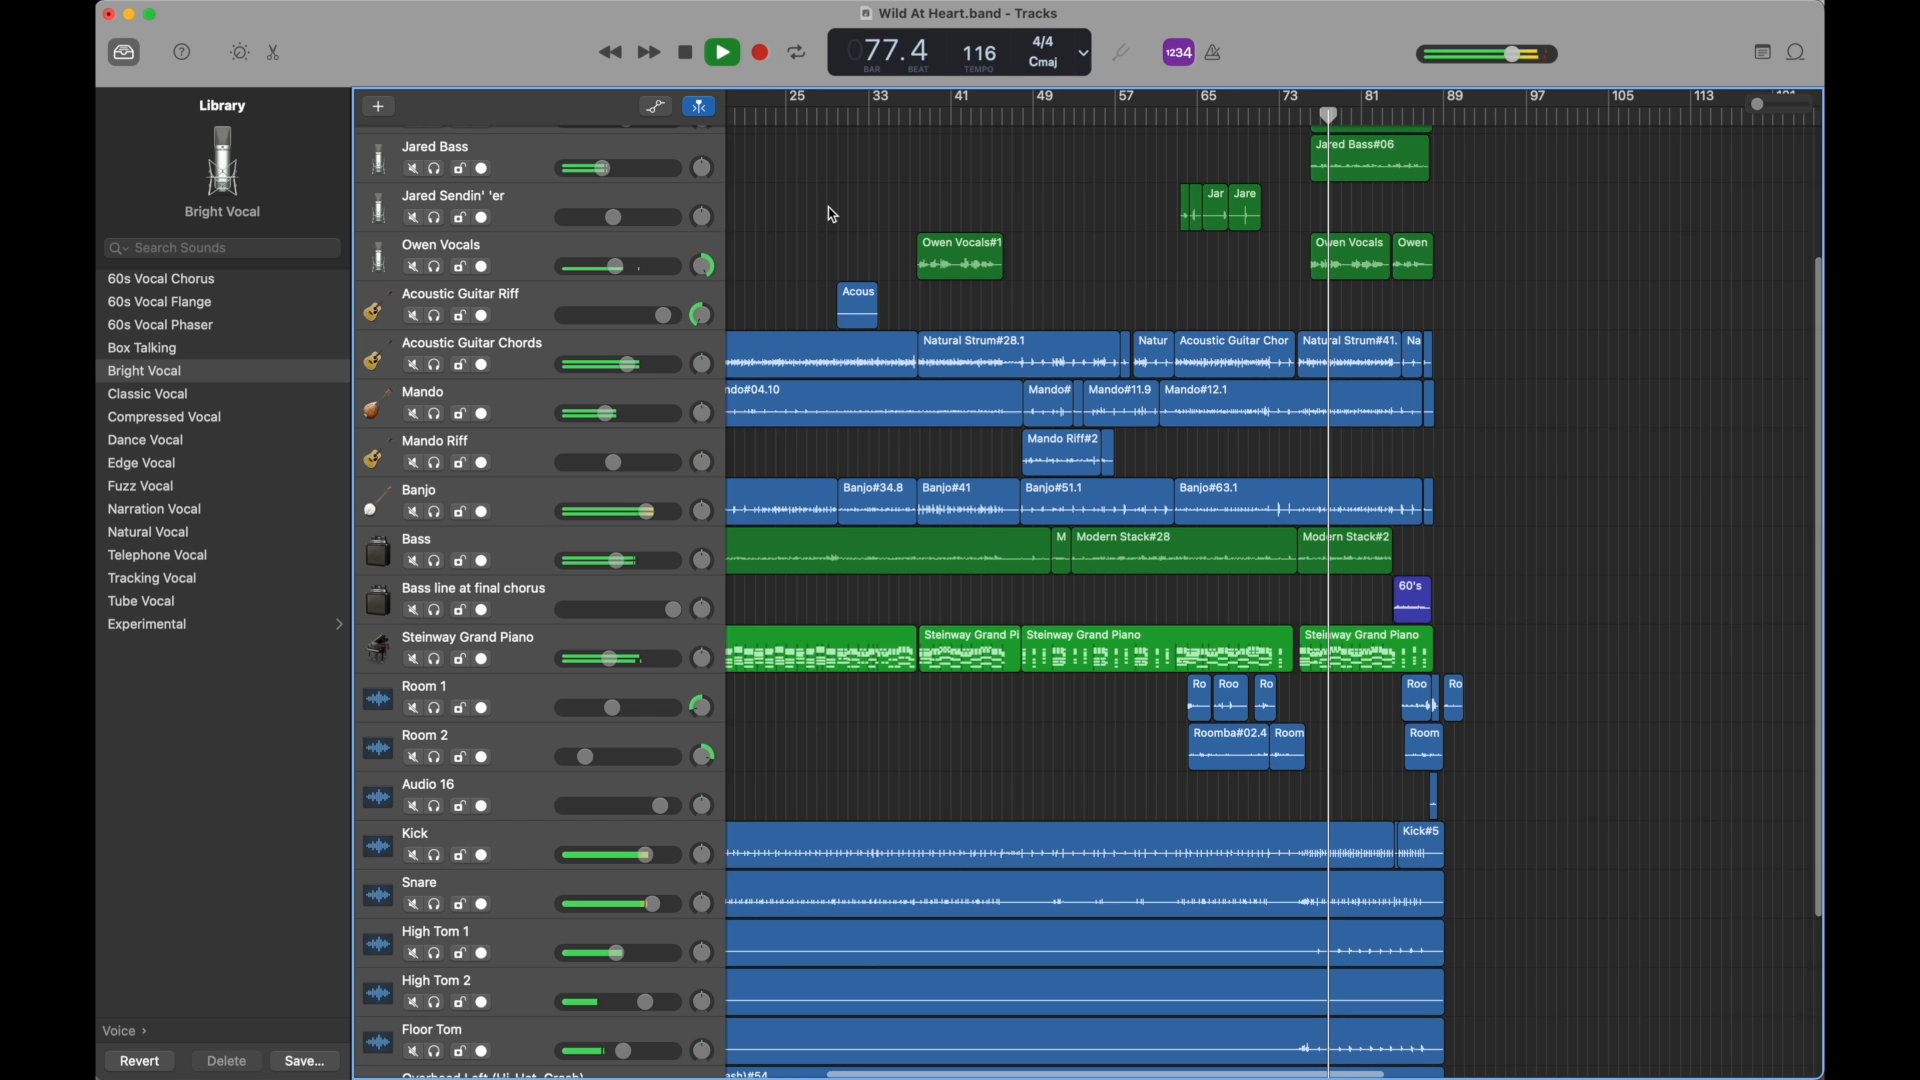 Wild At Heart.band - Tracks
077.4
BAR BEAT
116
TEMPO
4/4
Cmaj
1234
Library
Bright Vocal
Search Sounds
60s Vocal Chorus
60s Vocal Flange
60s Vocal Phaser
Box Talking
Bright Vocal
Classic Vocal
Compressed Vocal
Dance Vocal
Edge Vocal
Fuzz Vocal
Narration Vocal
Natural Vocal
Telephone Vocal
Tracking Vocal
Tube Vocal
Experimental
Voice
Revert Delete Save...
25 33 41 49 57 65 73 81 89 97 105 113
Jared Bass
Jared Bass#06
Jared Sendin' 'er
Jar Jare
Owen Vocals
Owen Vocals#1 Owen Vocals Owen
Acoustic Guitar Riff
Acous
Acoustic Guitar Chords
Natural Strum#28.1 Natur Acoustic Guitar Chor Natural Strum#41. Na
Mando
ndo#04.10 Mando# Mando#11.9 Mando#12.1
Mando Riff
Mando Riff#2
Banjo
Banjo#34.8 Banjo#41 Banjo#51.1 Banjo#63.1
Bass
M Modern Stack#28 Modern Stack#2
Bass line at final chorus
60's
Steinway Grand Piano
Steinway Grand Pi Steinway Grand Piano Steinway Grand Piano
Room 1
Ro Roo Ro Roo Ro
Room 2
Roomba#02.4 Room Room
Audio 16
Kick
Kick#5
Snare
High Tom 1
High Tom 2
Floor Tom